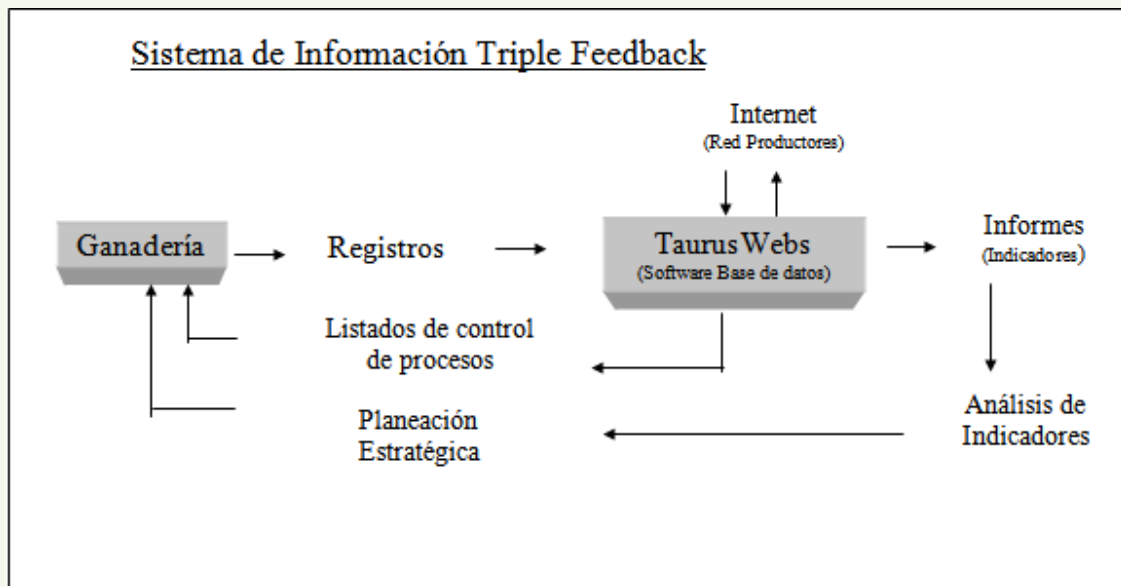 Sistema de Información Triple Feedback
Internet
(Red Productores)
Ganadería
Registros
Taurus Webs
(Software Base de datos)
Informes
(Indicadores)
Listados de control
de procesos
Planeación
Estratégica
Análisis de
Indicadores